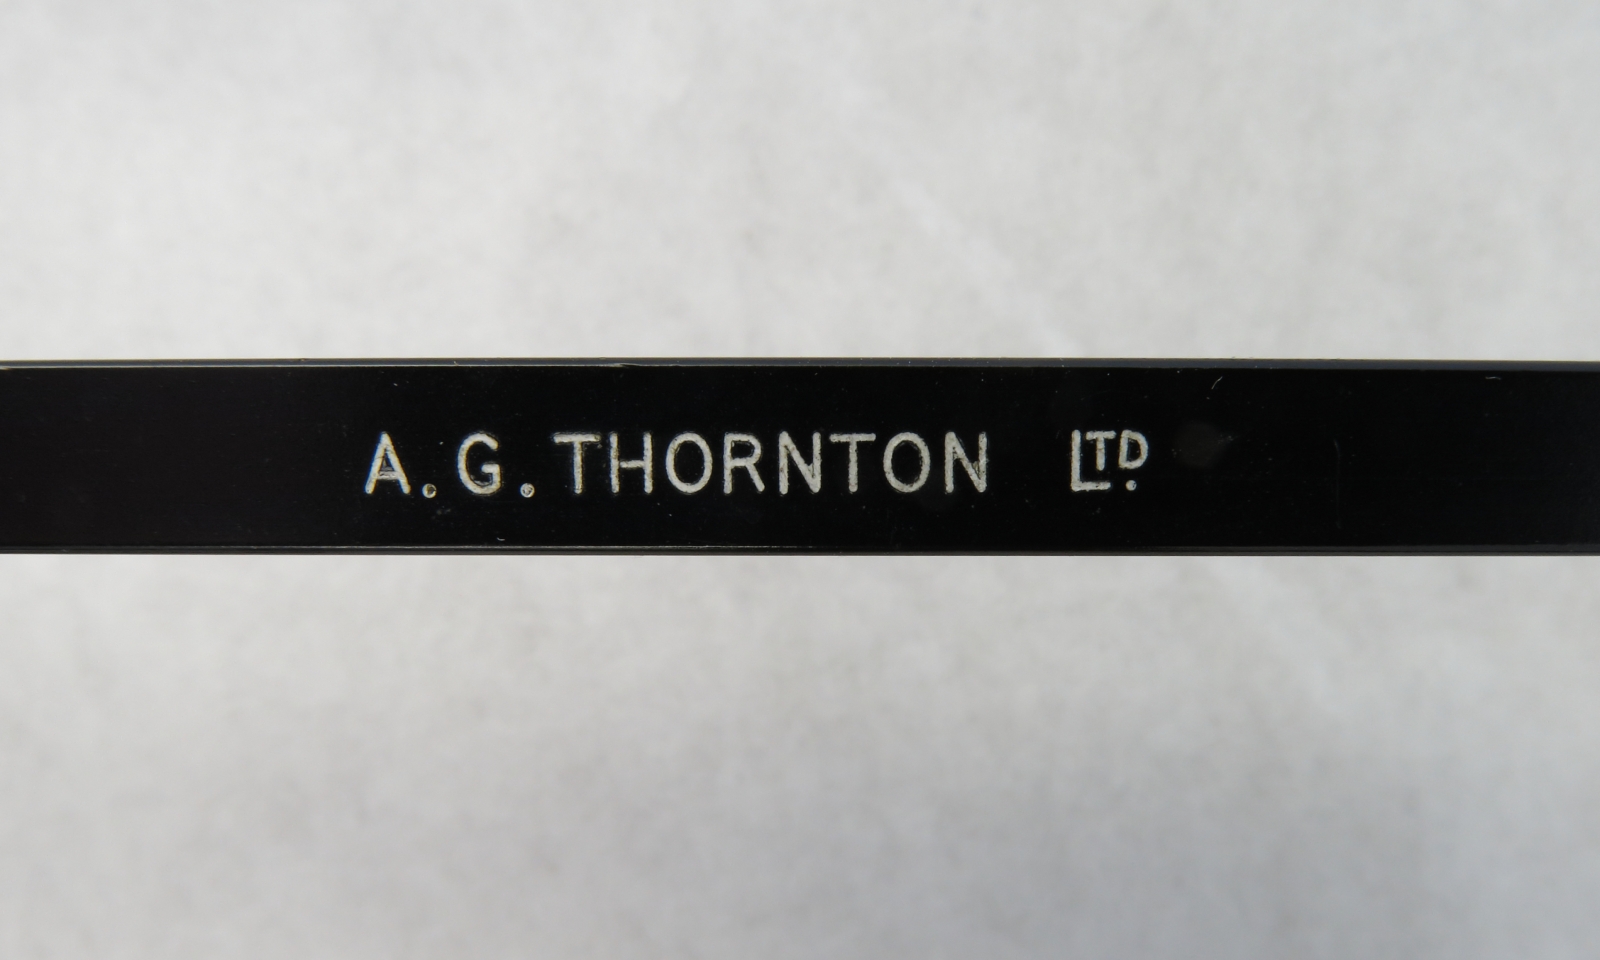 A. G. THORNTON LTD.